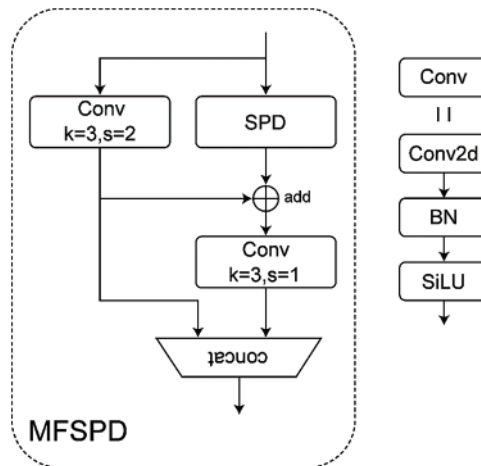 Conv
k=3,s=2
SPD
add
Conv
k=3,s=1
concat
MFSPD
Conv
Conv2d
BN
SiLU